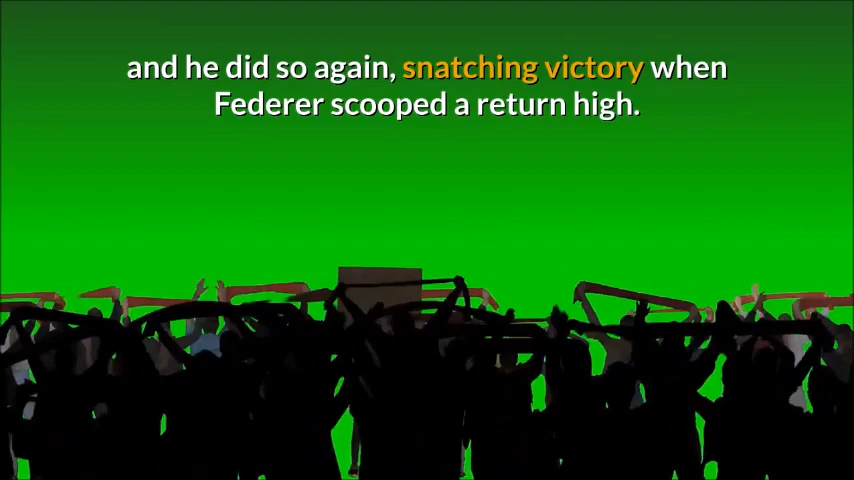 and he did so again, snatching victory when
Federer scooped a return high.